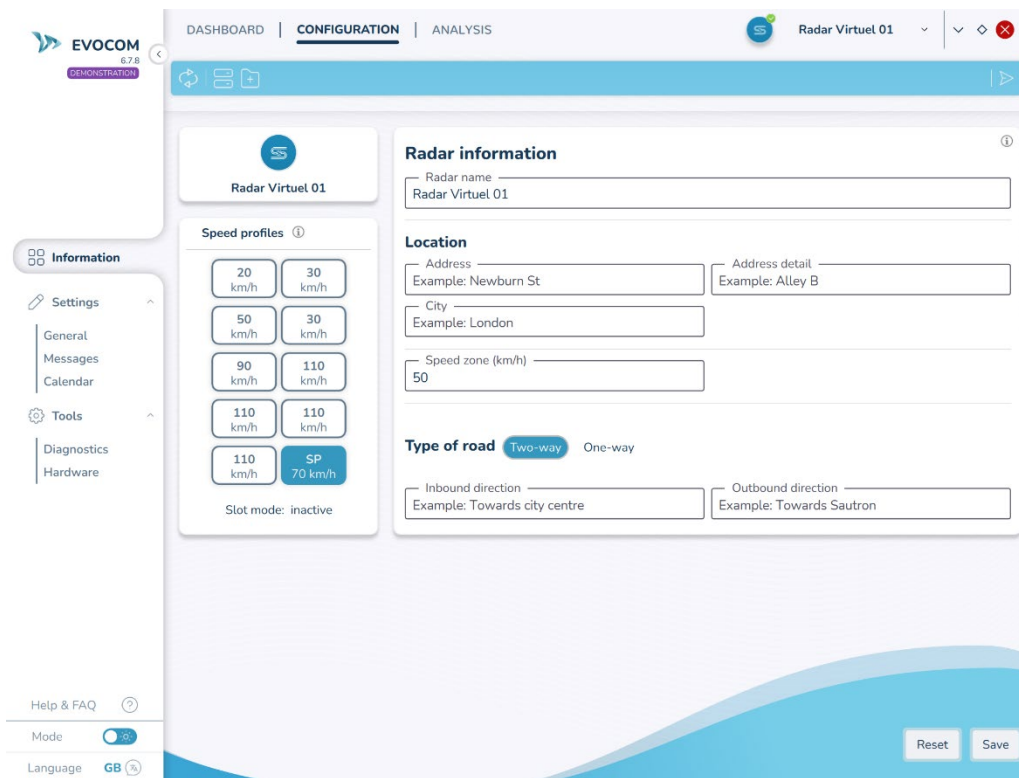 EVOCOM
6.7.8
DEMONSTRATION
DASHBOARD | CONFIGURATION | ANALYSIS
Radar Virtuel 01
Radar Virtuel 01
Speed profiles
20 km/h
30 km/h
50 km/h
30 km/h
90 km/h
110 km/h
110 km/h
110 km/h
110 km/h
SP 70 km/h
Slot mode: inactive
Radar information
Radar name
Radar Virtuel 01
Location
Address
Example: Newburn St
Address detail
Example: Alley B
City
Example: London
Speed zone (km/h)
50
Type of road Two-way One-way
Inbound direction
Example: Towards city centre
Outbound direction
Example: Towards Sautron
Information
Settings
General
Messages
Calendar
Tools
Diagnostics
Hardware
Help & FAQ
Mode
Language GB
Reset Save